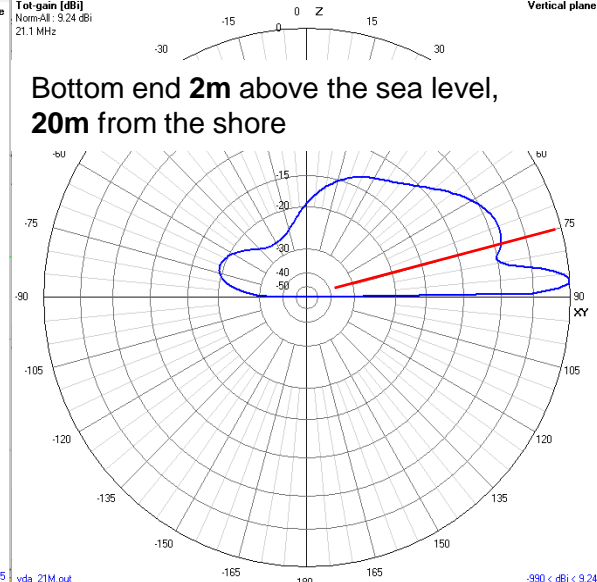 Tot-gain [dBi]
Vertical plane
Norm-All : 9.24 dBi
21.1 MHz
0 Z
-15 15
0
-30 30
Bottom end 2m above the sea level,
20m from the shore
-60 60
-15
-20
-75 75
-30
-40
-50
-90 90
XY
-105 105
-120 120
-135 135
-150 150
-165 165
180
5 vda_21M.out -990 < dBi < 9.24